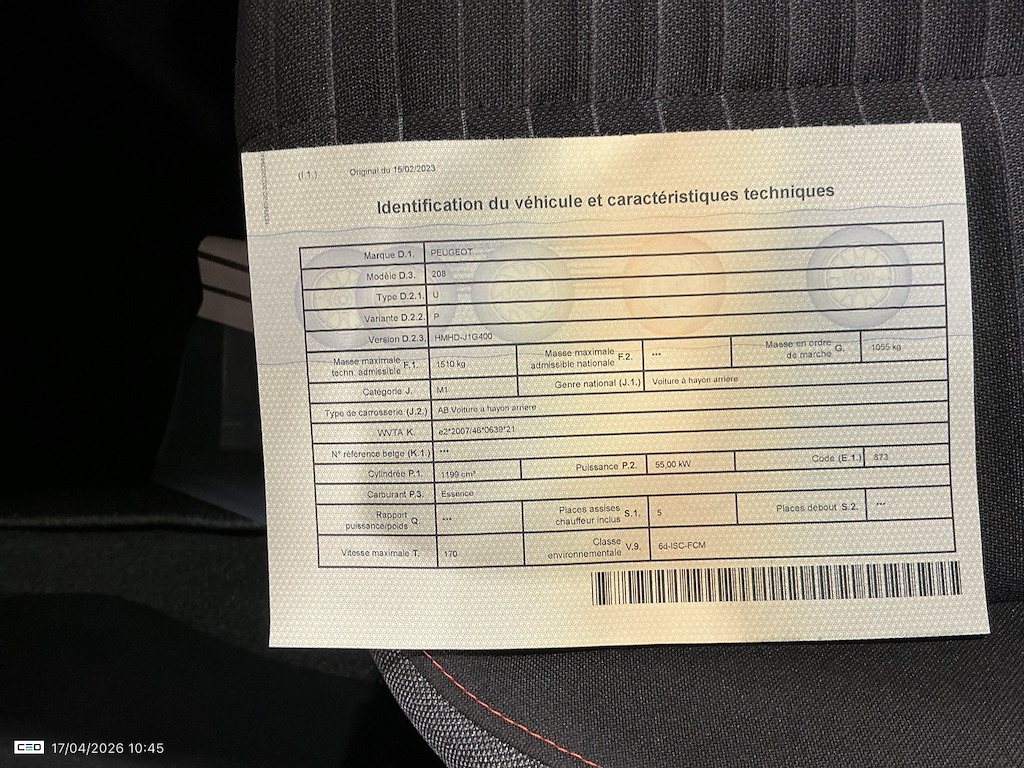 (I.1.) Original du 15/02/2023
Identification du véhicule et caractéristiques techniques
Marque D.1. PEUGEOT
Modèle D.3. 208
Type D.2.1. U
Variante D.2.2. P
Version D.2.3. HMHD-J1G400
Masse maximale techn. admissible F.1. 1510 kg Masse maximale admissible nationale F.2. *** Masse en ordre de marche G. 1055 kg
Catégorie J. M1 Genre national (J.1.) Voiture à hayon arrière
Type de carrosserie (J.2.) AB Voiture à hayon arrière
WVTA K. e2*2007/46*0639*21
N° référence belge (K.1.) ***
Cylindrée P.1. 1199 cm³ Puissance P.2. 55,00 kW Code (E.1.) 873
Carburant P.3. Essence
Rapport puissance/poids Q. *** Places assises chauffeur inclus S.1. 5 Places debout S.2. ***
Vitesse maximale T. 170 Classe environnementale V.9. 6d-ISC-FCM
CEO 17/04/2026 10:45